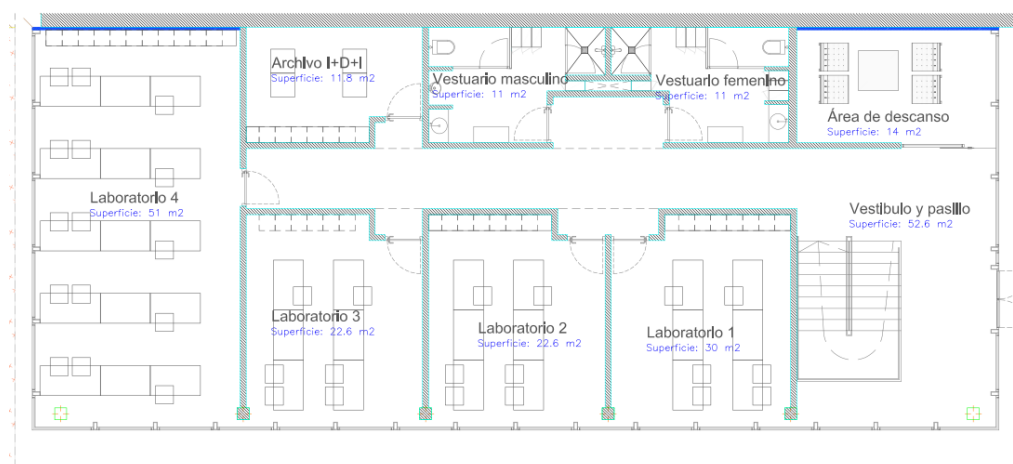 Archivo I+D+I
Superficie: 11.8 m2
Vestuario masculino
Superficie: 11 m2
Vestuario femenino
Superficie: 11 m2
Área de descanso
Superficie: 14 m2
Laboratorio 4
Superficie: 51 m2
Vestibulo y pasillo
Superficie: 52.6 m2
Laboratorio 3
Superficie: 22.6 m2
Laboratorio 2
Superficie: 22.6 m2
Laboratorio 1
Superficie: 30 m2